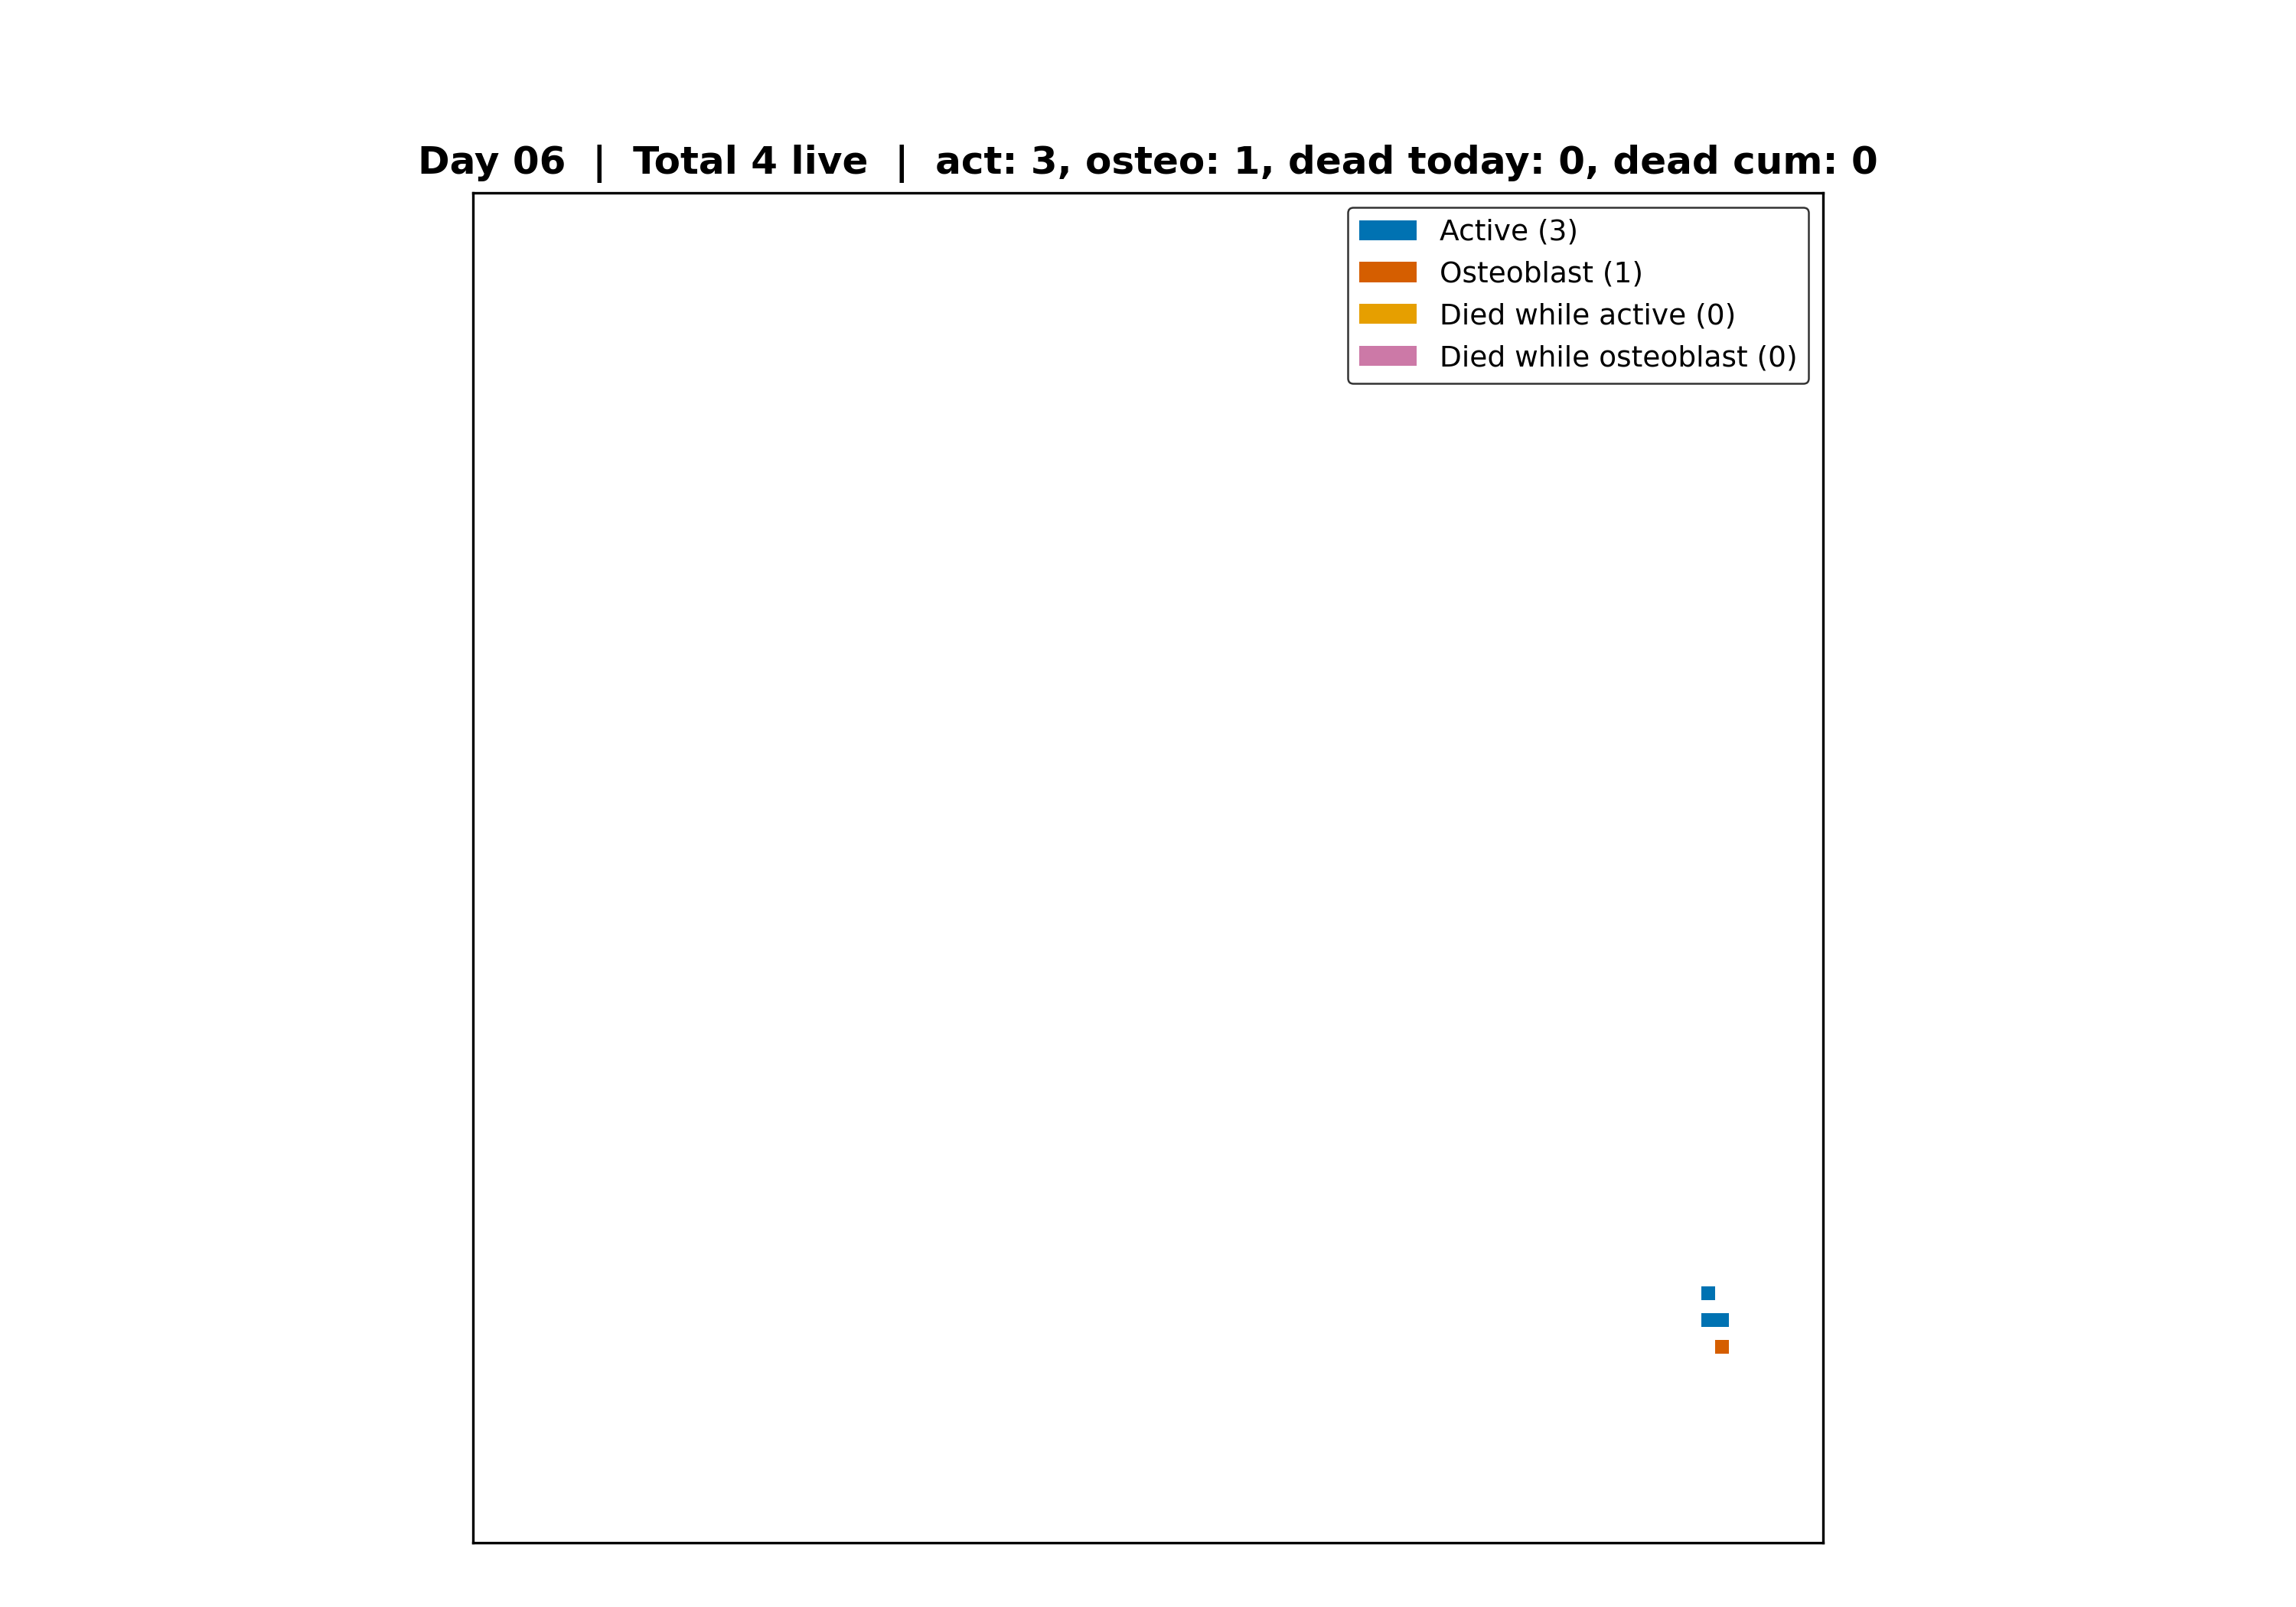 Day 06 | Total 4 live | act: 3, osteo: 1, dead today: 0, dead cum: 0
Active (3)
Osteoblast (1)
Died while active (0)
Died while osteoblast (0)